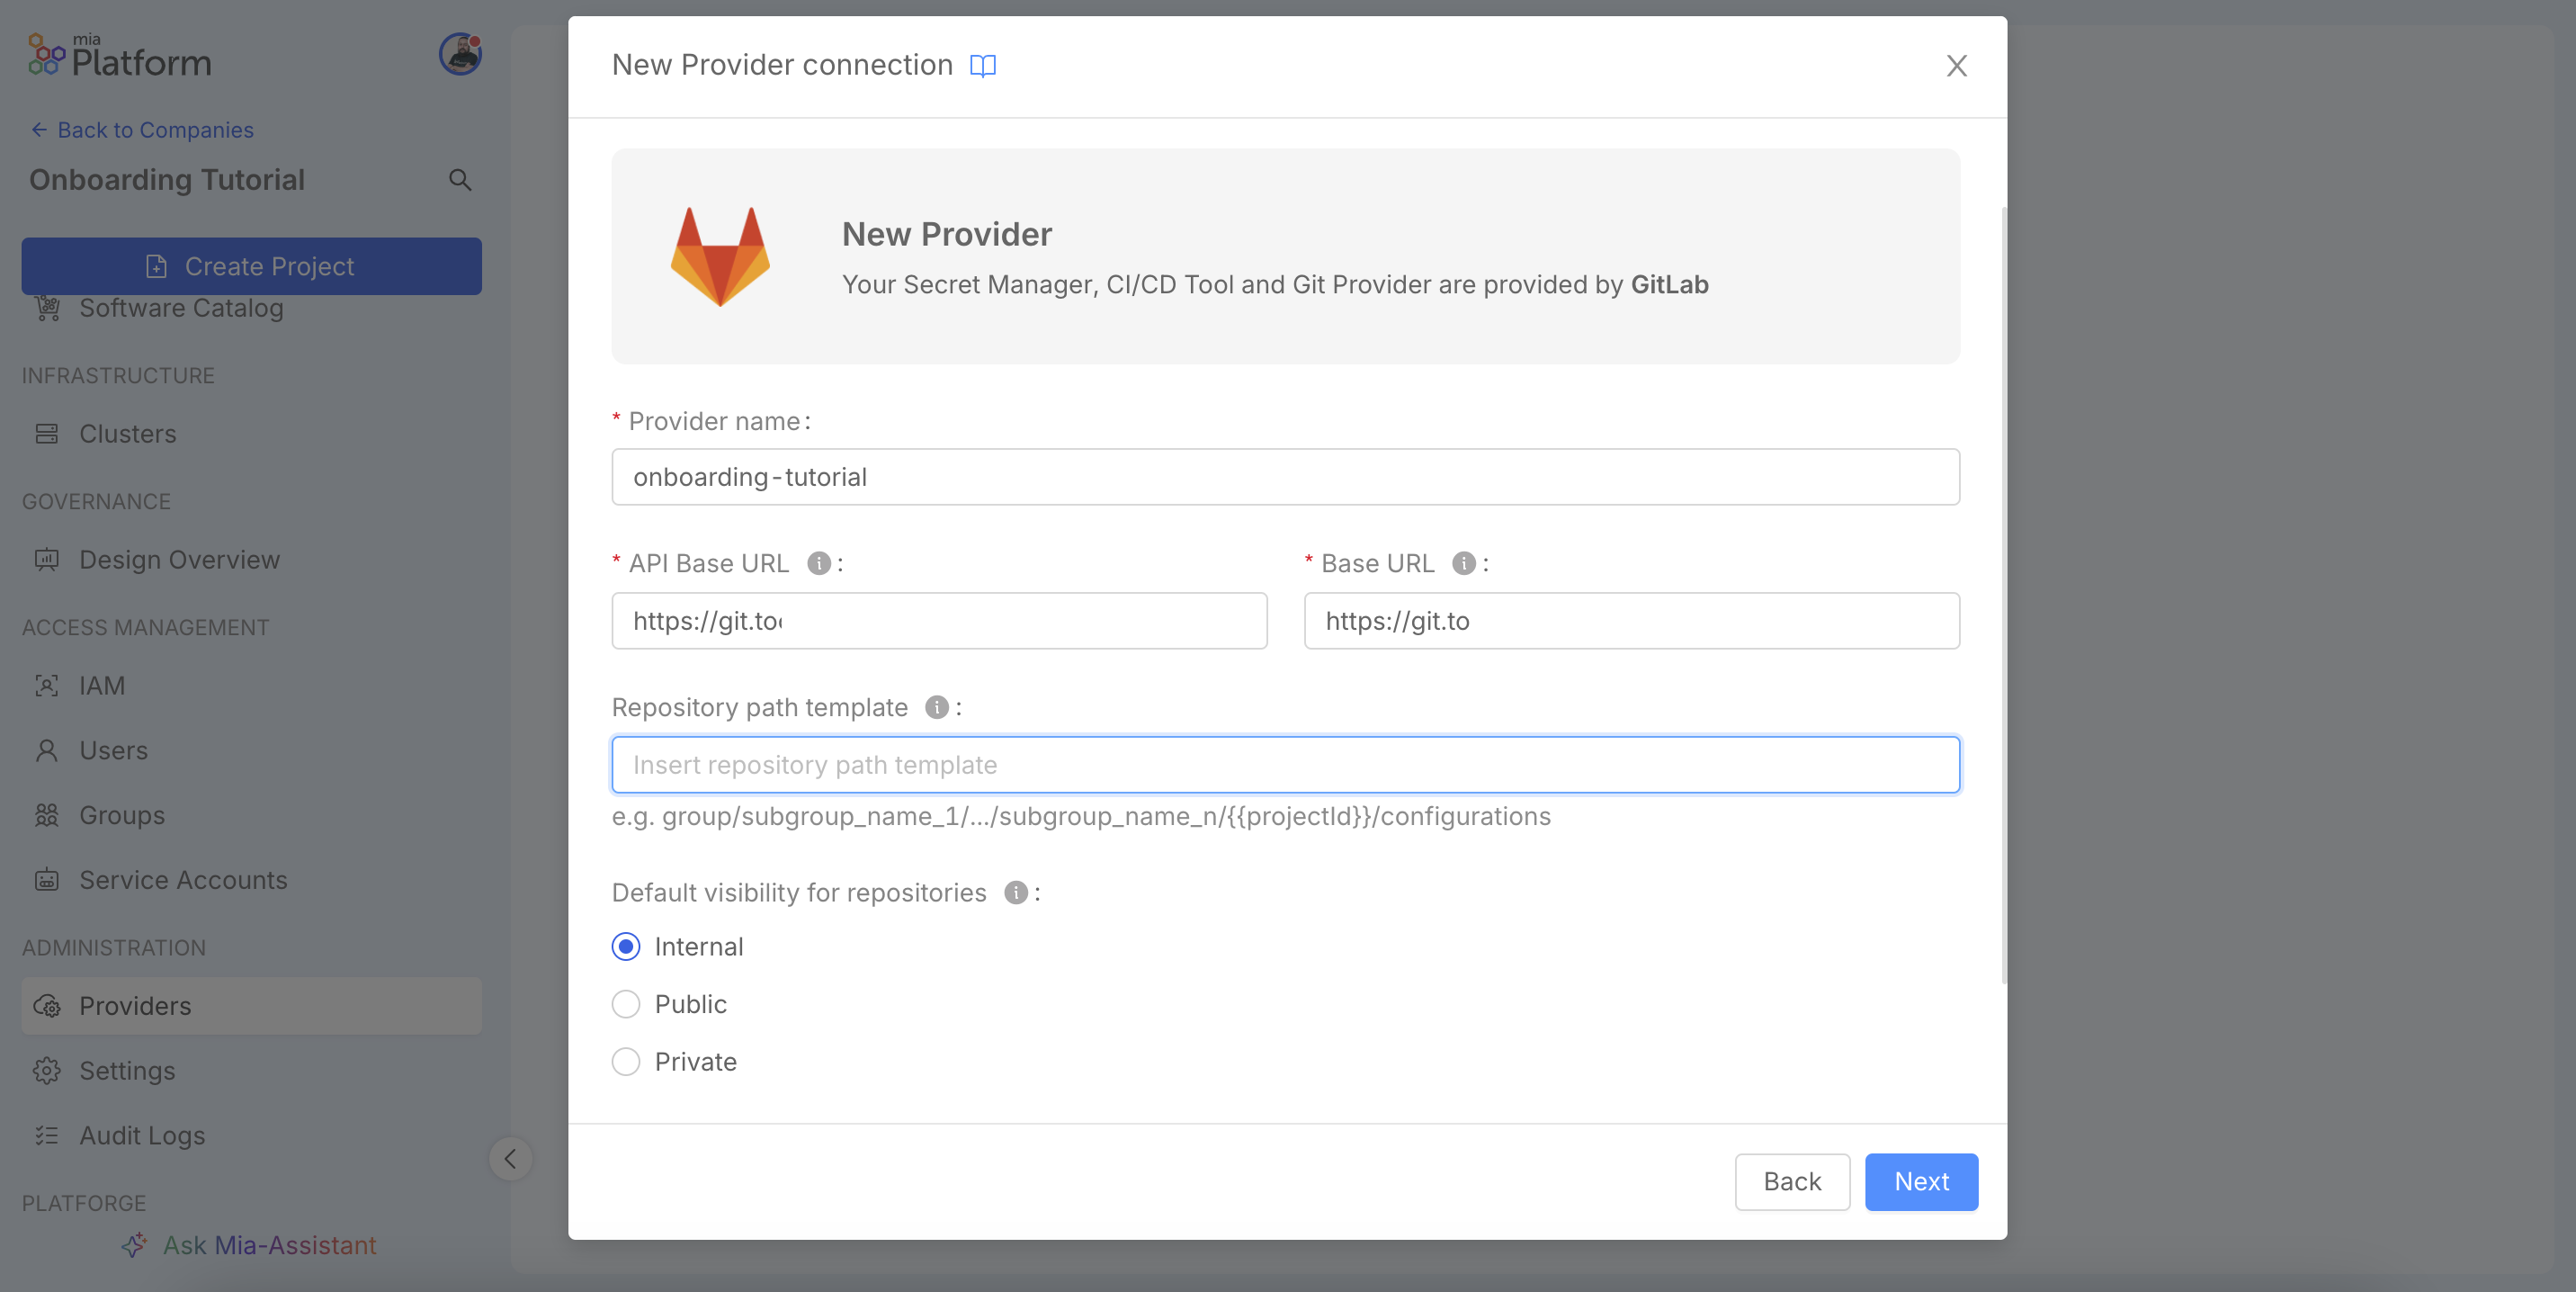 mia
Platform
Back to Companies
Onboarding Tutorial
Create Project
Software Catalog
INFRASTRUCTURE
Clusters
GOVERNANCE
Design Overview
ACCESS MANAGEMENT
IAM
Users
Groups
Service Accounts
ADMINISTRATION
Providers
Settings
Audit Logs
PLATFORGE
Ask Mia-Assistant
New Provider connection
New Provider
Your Secret Manager, CI/CD Tool and Git Provider are provided by GitLab
* Provider name:
onboarding-tutorial
* API Base URL :
https://git.to
* Base URL :
https://git.to
Repository path template :
Insert repository path template
e.g. group/subgroup_name_1/.../subgroup_name_n/{{projectId}}/configurations
Default visibility for repositories :
Internal
Public
Private
Back
Next